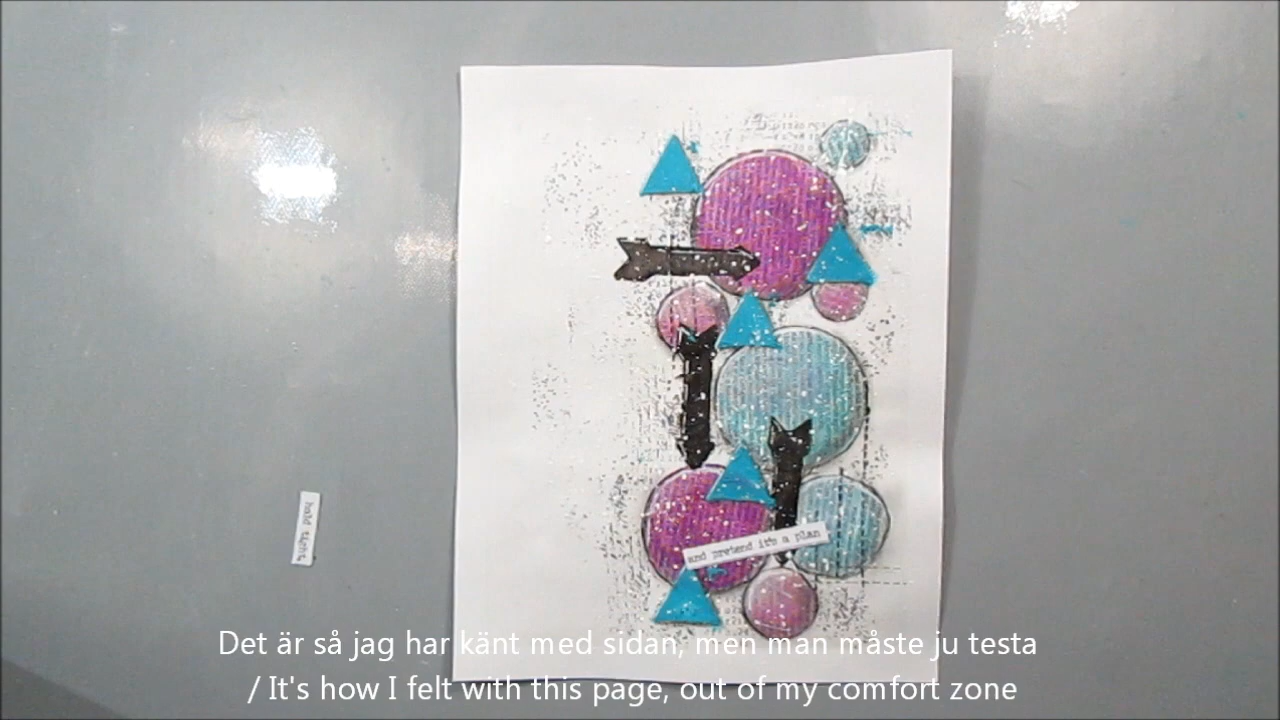 hold tight,
and pretend it's a plan
Det är så jag har känt med sidan, men man måste ju testa
/ It's how I felt with this page, out of my comfort zone